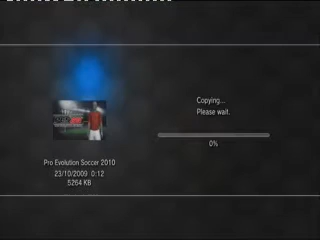 Copying...
Please wait.
0%
Pro Evolution Soccer 2010
23/10/2009 0:12
5264 KB